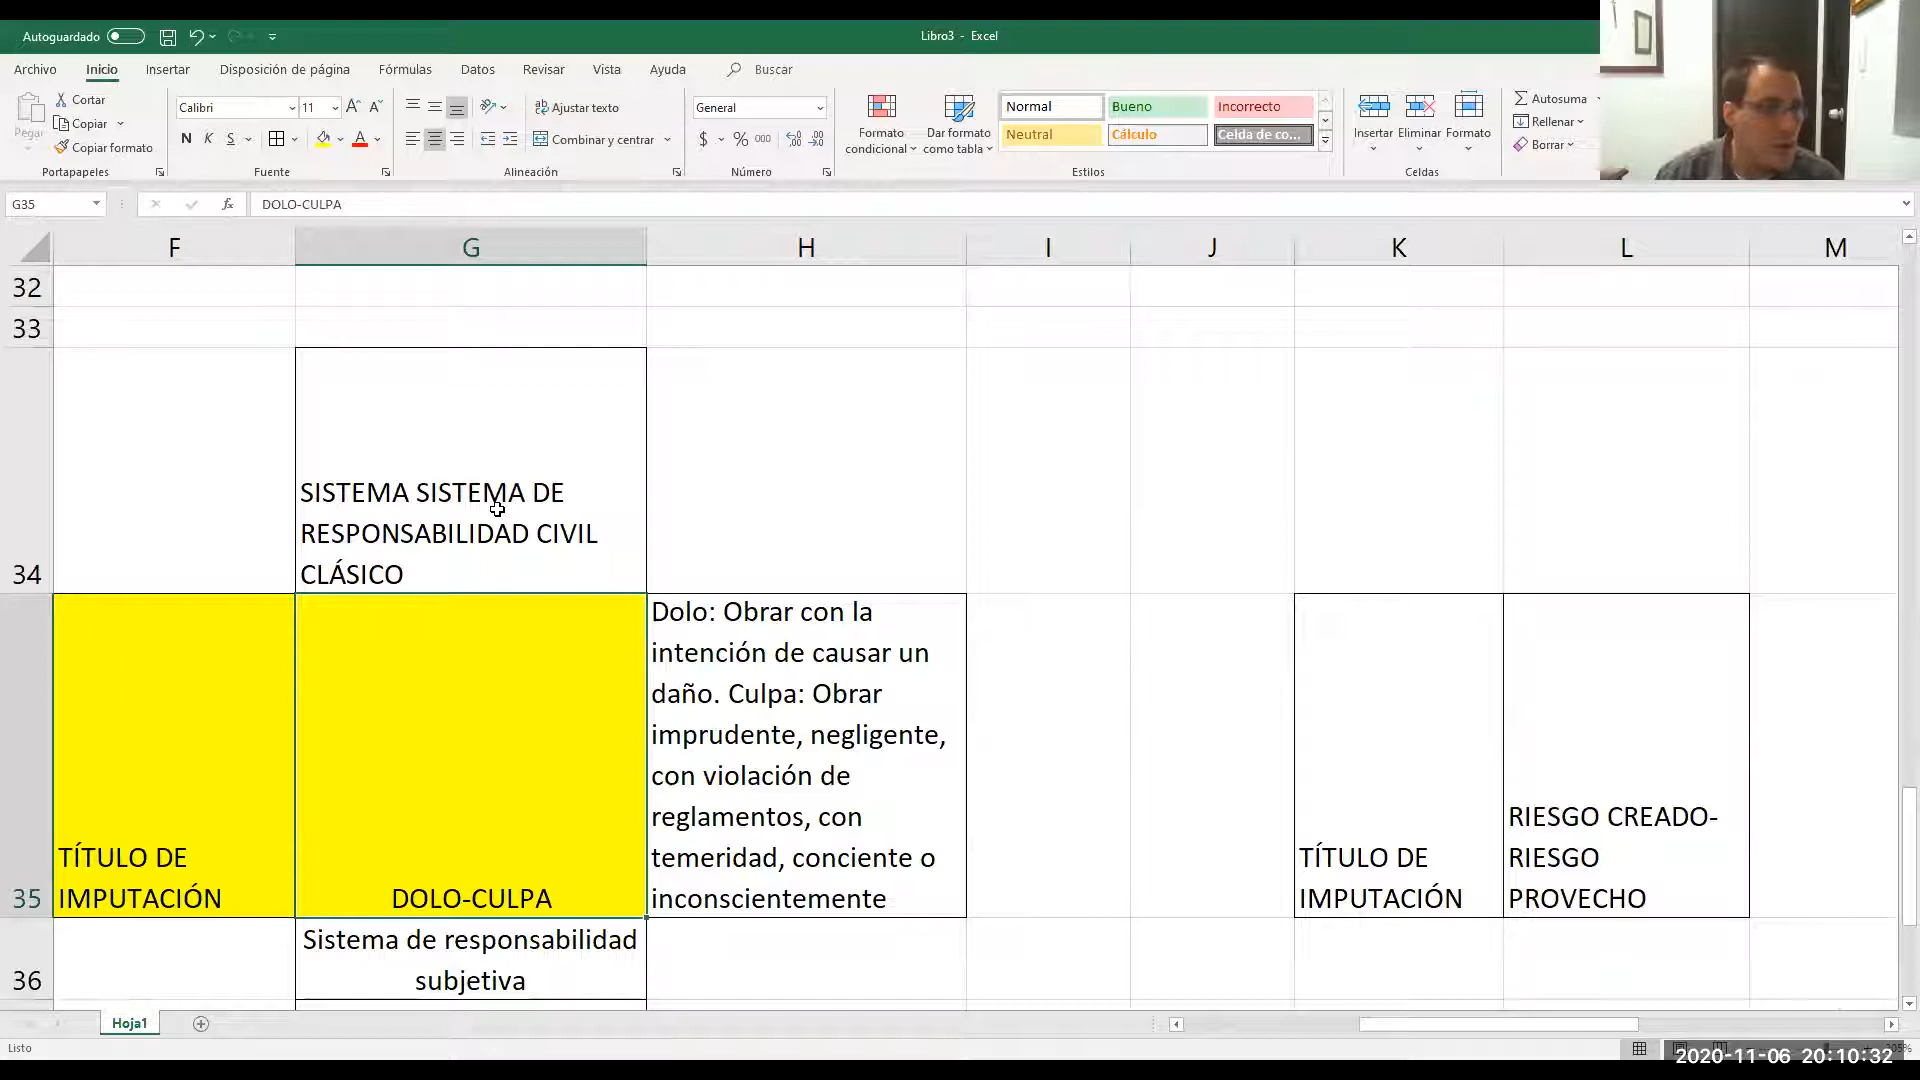 Autoguardado
Libro3 - Excel
Archivo Inicio Insertar Disposición de página Fórmulas Datos Revisar Vista Ayuda Buscar
Pegar
Cortar
Copiar
Copiar formato
Portapapeles
Calibri 11
N K S
Fuente
Ajustar texto
Combinar y centrar
Alineación
General
$ % 000
Número
Formato condicional
Dar formato como tabla
Normal Bueno Incorrecto
Neutral Cálculo Celda de co...
Estilos
Insertar Eliminar Formato
Celdas
Autosuma
Rellenar
Borrar
G35 fx DOLO-CULPA
F G H I J K L M
32
33
34
SISTEMA SISTEMA DE
RESPONSABILIDAD CIVIL
CLÁSICO
35
TÍTULO DE
IMPUTACIÓN
DOLO-CULPA
Dolo: Obrar con la
intención de causar un
daño. Culpa: Obrar
imprudente, negligente,
con violación de
reglamentos, con
temeridad, conciente o
inconscientemente
TÍTULO DE
IMPUTACIÓN
RIESGO CREADO-
RIESGO
PROVECHO
36
Sistema de responsabilidad
subjetiva
Hoja1
Listo
2020-11-06 20:10:32